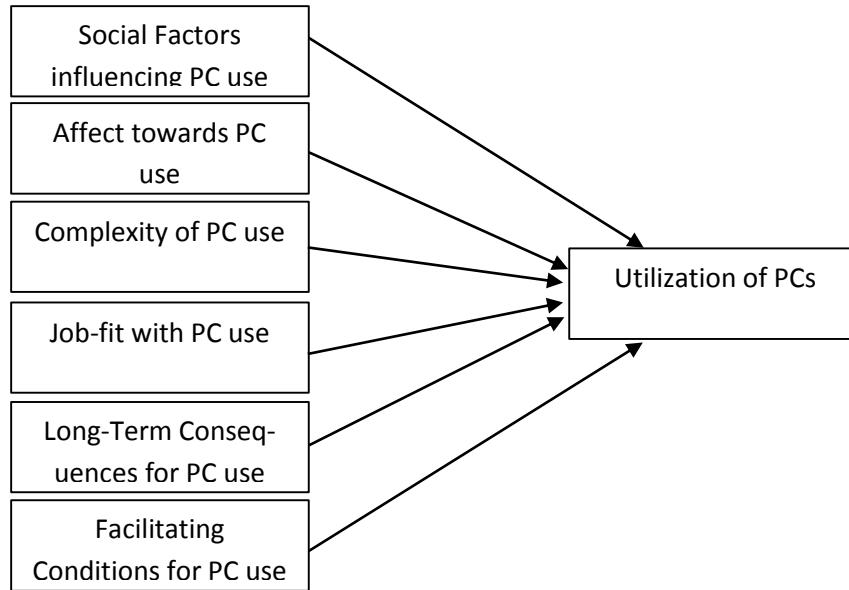 Social Factors
influencing PC use
Affect towards PC
use
Complexity of PC use
Utilization of PCs
Job-fit with PC use
Long-Term Conseq-
uences for PC use
Facilitating
Conditions for PC use